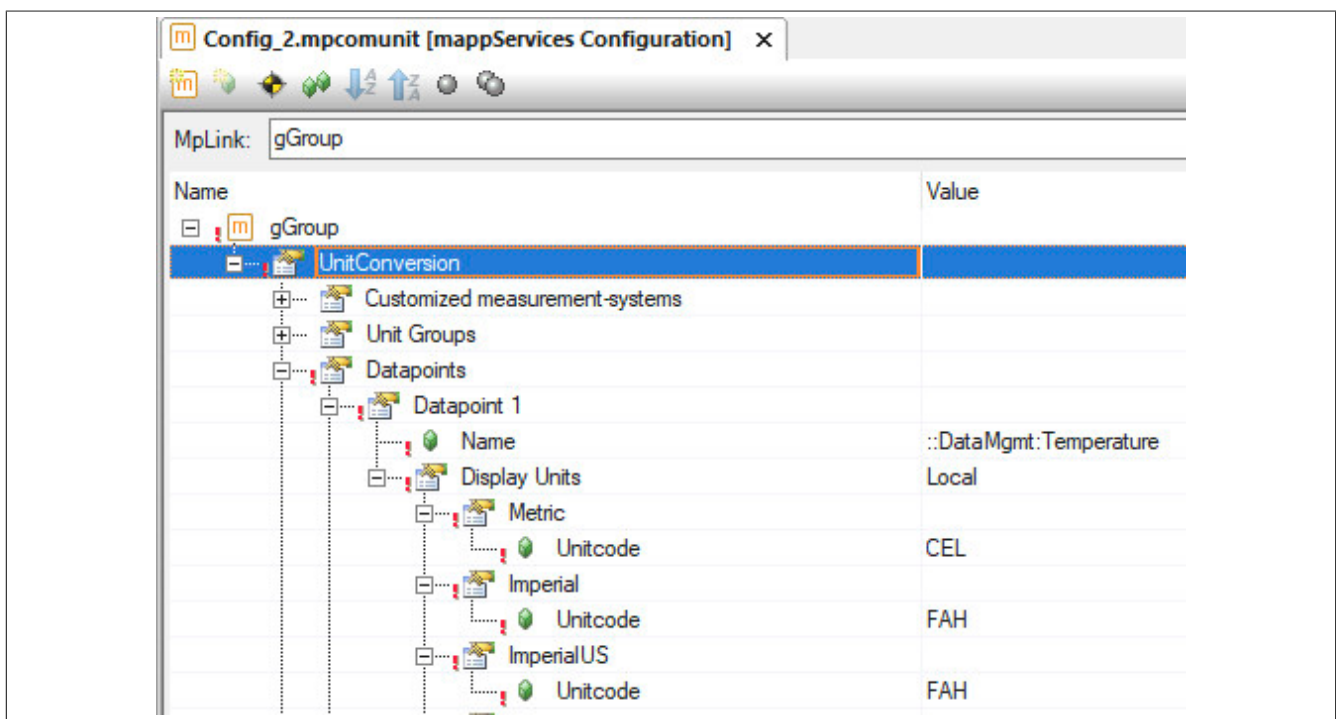 Config_2.mpcomunit [mappServices Configuration] x
MpLink: gGroup
Name Value
gGroup
UnitConversion
Customized measurement-systems
Unit Groups
Datapoints
Datapoint 1
Name ::DataMgmt:Temperature
Display Units Local
Metric
Unitcode CEL
Imperial
Unitcode FAH
ImperialUS
Unitcode FAH